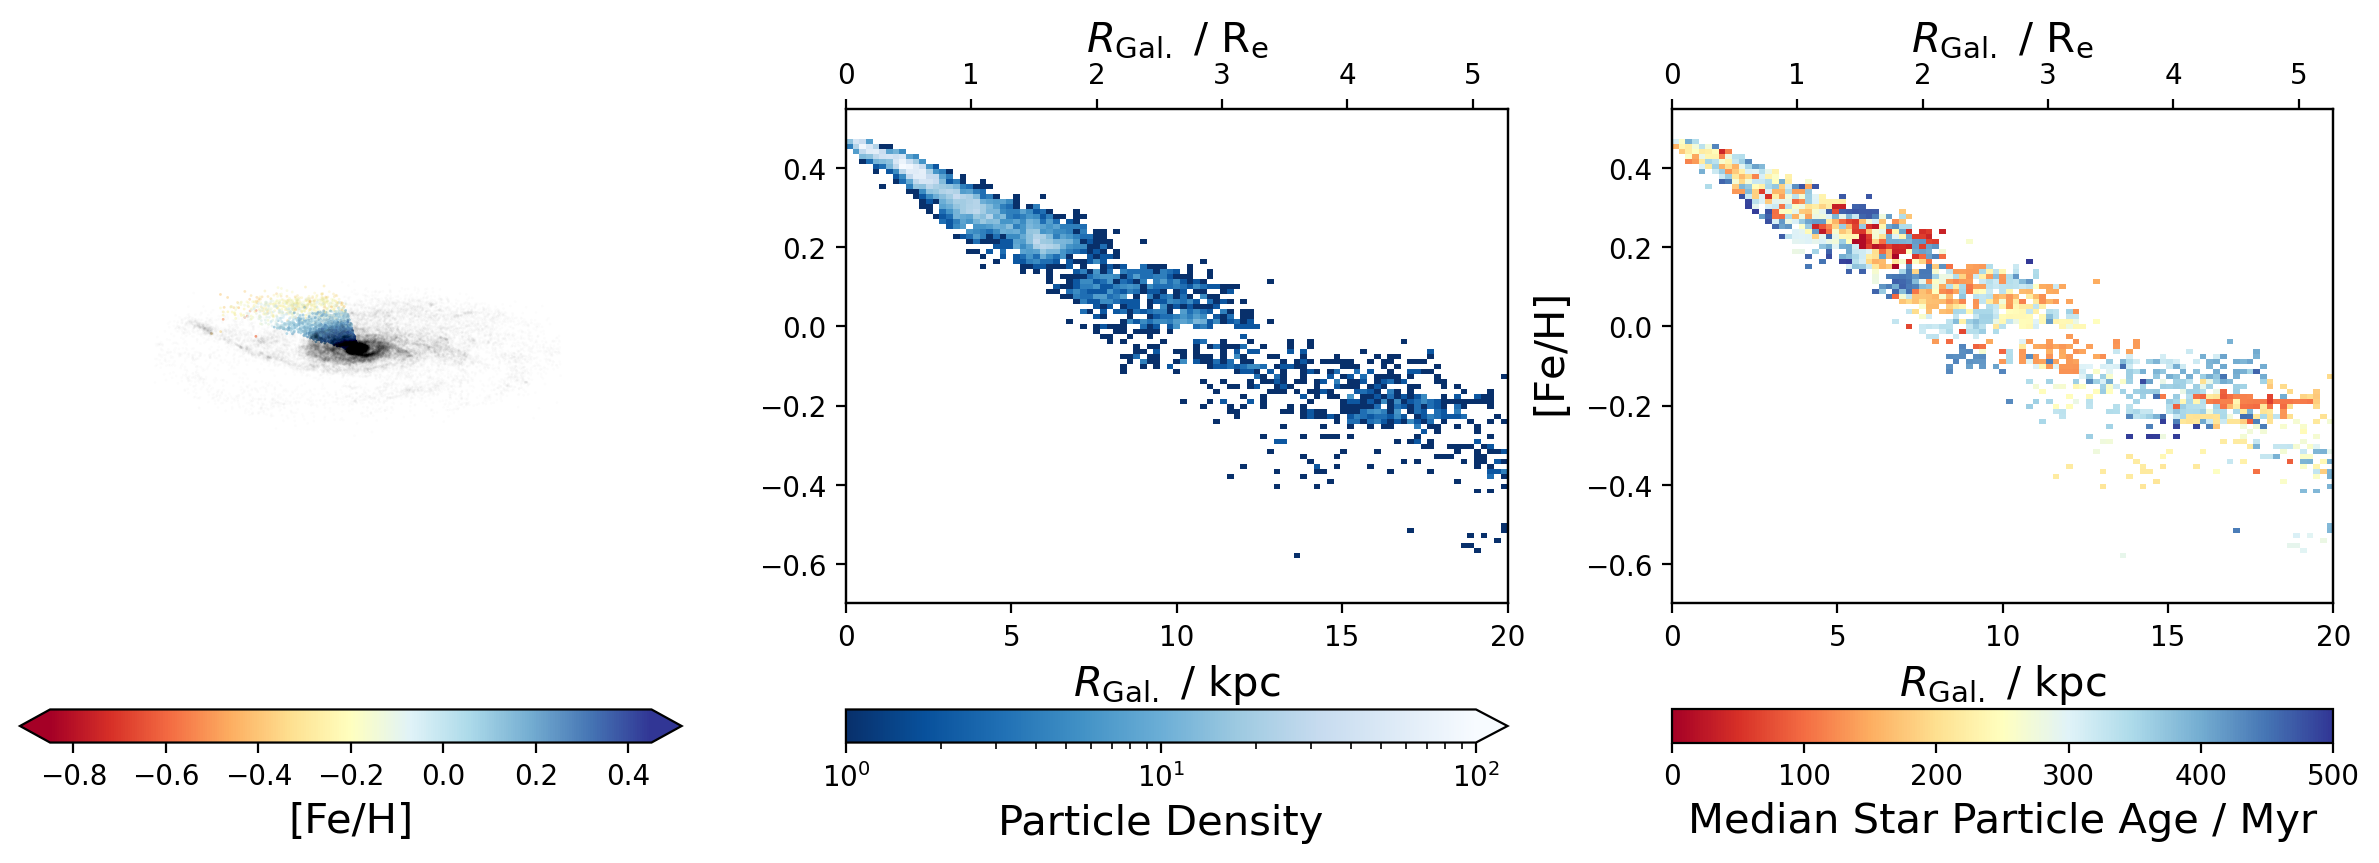 R_Gal. / R_e
R_Gal. / R_e
0 1 2 3 4 5
0 1 2 3 4 5
0.4
0.2
0.0
−0.2
−0.4
−0.6
[Fe/H]
0.4
0.2
0.0
−0.2
−0.4
−0.6
0 5 10 15 20
0 5 10 15 20
R_Gal. / kpc
R_Gal. / kpc
−0.8 −0.6 −0.4 −0.2 0.0 0.2 0.4
10^0 10^1 10^2
0 100 200 300 400 500
[Fe/H]
Particle Density
Median Star Particle Age / Myr